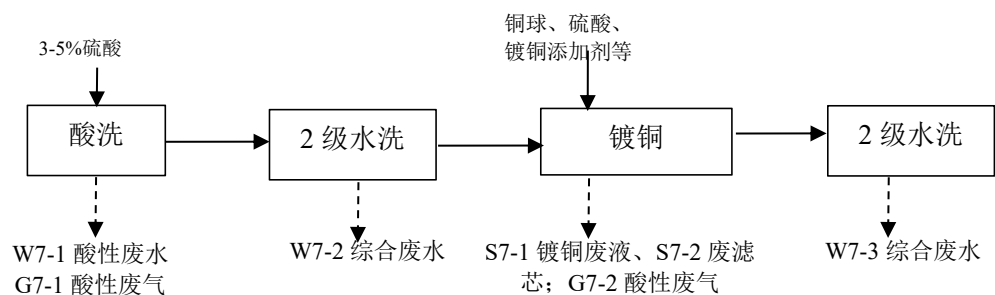 3-5%硫酸
铜球、硫酸、
镀铜添加剂等
酸洗
2 级水洗
镀铜
2 级水洗
W7-1 酸性废水
G7-1 酸性废气
W7-2 综合废水
S7-1 镀铜废液、S7-2 废滤
芯；G7-2 酸性废气
W7-3 综合废水